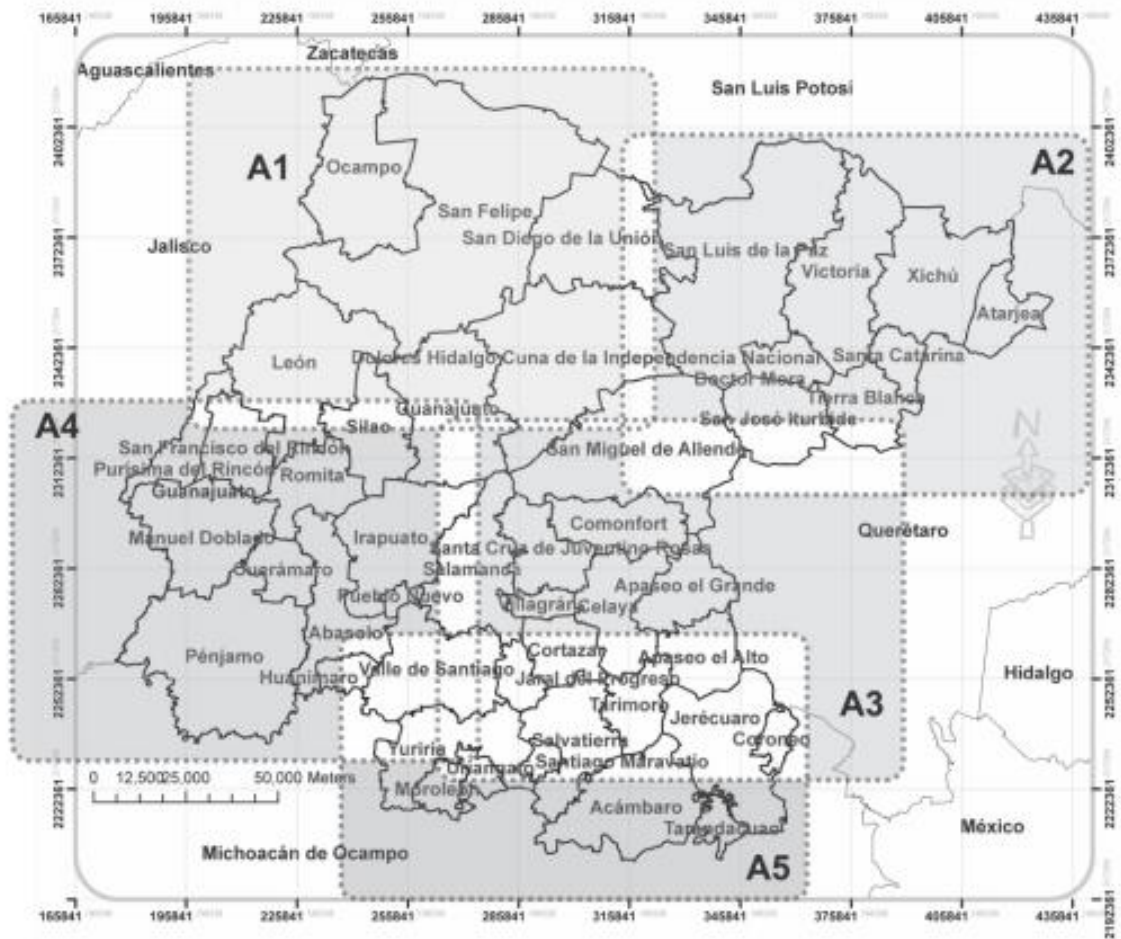 165841 195841 225841 255841 285841 315841 345841 375841 405841 435841
Zacatecas
Aguascalientes
San Luis Potosí
2402361 2402361
A1 Ocampo A2
San Felipe
Jalisco San Diego de la Unión San Luis de la Paz
2372361 2372361
Victoria Xichú
Atarjea
León Dolores Hidalgo Cuna de la Independencia Nacional Santa Catarina
2342361 2342361
Doctor Mora
Tierra Blanca
Guanajuato San José Iturbide
A4 Silao
San Francisco del Rincón San Miguel de Allende N
Purísima del Rincón Romita
2312361 2312361
Guanajuato
Manuel Doblado Irapuato Comonfort Querétaro
Santa Cruz de Juventino Rosas
Cuerámaro Salamanca
2282361 2282361
Pueblo Nuevo Apaseo el Grande
Villagrán Celaya
Abasolo
Pénjamo Cortazar Apaseo el Alto
Valle de Santiago Hidalgo
Huanímaro Jaral del Progreso
2252361 2252361
Tarimoro Jerécuaro A3
Yuriria Salvatierra Coroneo
Uriangato Santiago Maravatío
0 12,500 25,000 50,000 Meters
Moroleón
2222361 2222361
Acámbaro
Tarandacuao México
Michoacán de Ocampo
A5
2192361
165841 195841 225841 255841 285841 315841 345841 375841 405841 435841